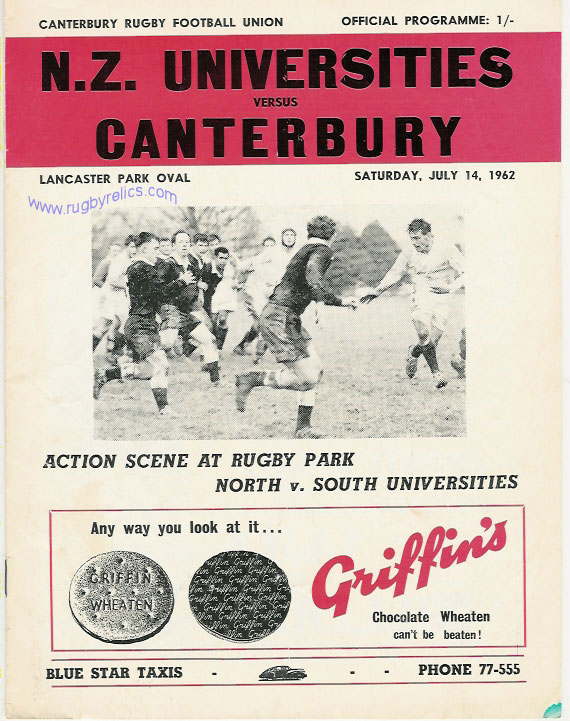 CANTERBURY RUGBY FOOTBALL UNION OFFICIAL PROGRAMME: 1/-
N.Z. UNIVERSITIES
VERSUS
CANTERBURY
LANCASTER PARK OVAL SATURDAY, JULY 14, 1962
www.rugbyrelics.com
ACTION SCENE AT RUGBY PARK
NORTH v. SOUTH UNIVERSITIES
Any way you look at it...
GRIFFIN
WHEATEN
Griffin
Griffin's
Chocolate Wheaten
can't be beaten!
BLUE STAR TAXIS - - - PHONE 77-555